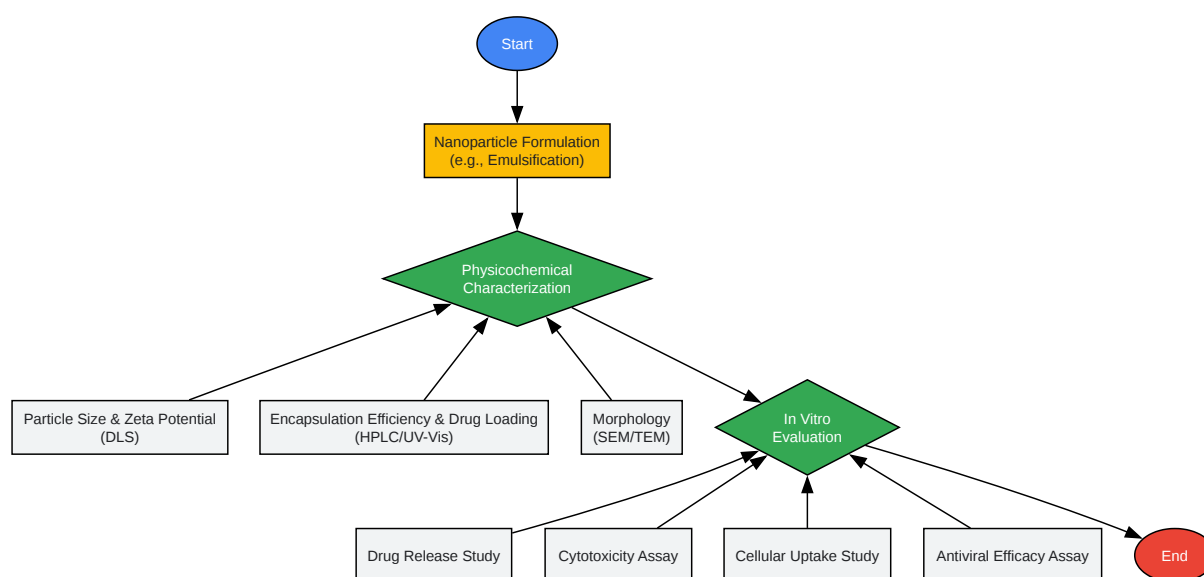 Start
Nanoparticle Formulation
(e.g., Emulsification)
Physicochemical
Characterization
Particle Size & Zeta Potential
(DLS)
Encapsulation Efficiency & Drug Loading
(HPLC/UV-Vis)
Morphology
(SEM/TEM)
In Vitro
Evaluation
Drug Release Study
Cytotoxicity Assay
Cellular Uptake Study
Antiviral Efficacy Assay
End